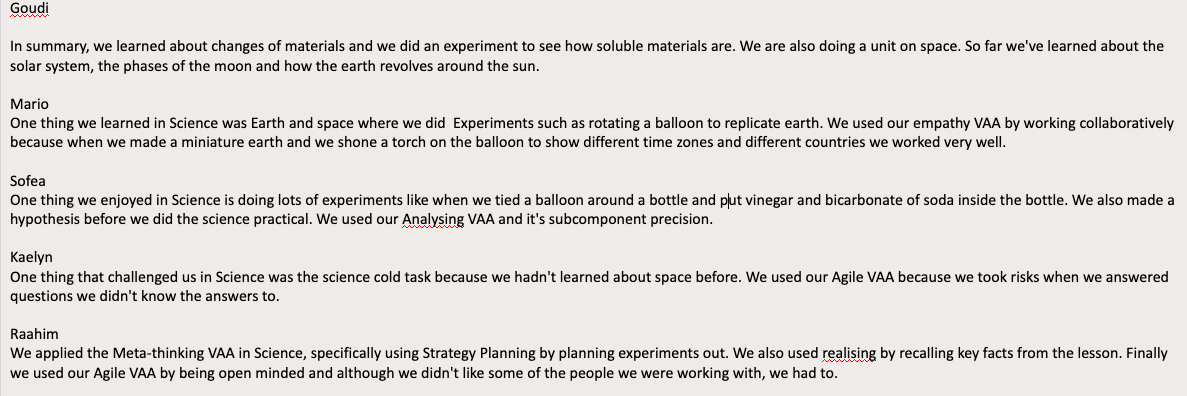 Goudi
In summary, we learned about changes of materials and we did an experiment to see how soluble materials are. We are also doing a unit on space. So far we've learned about the
solar system, the phases of the moon and how the earth revolves around the sun.
Mario
One thing we learned in Science was Earth and space where we did  Experiments such as rotating a balloon to replicate earth. We used our empathy VAA by working collaboratively
because when we made a miniature earth and we shone a torch on the balloon to show different time zones and different countries we worked very well.
Sofea
One thing we enjoyed in Science is doing lots of experiments like when we tied a balloon around a bottle and put vinegar and bicarbonate of soda inside the bottle. We also made a
hypothesis before we did the science practical. We used our Analysing VAA and it's subcomponent precision.
Kaelyn
One thing that challenged us in Science was the science cold task because we hadn't learned about space before. We used our Agile VAA because we took risks when we answered
questions we didn't know the answers to.
Raahim
We applied the Meta-thinking VAA in Science, specifically using Strategy Planning by planning experiments out. We also used realising by recalling key facts from the lesson. Finally
we used our Agile VAA by being open minded and although we didn't like some of the people we were working with, we had to.